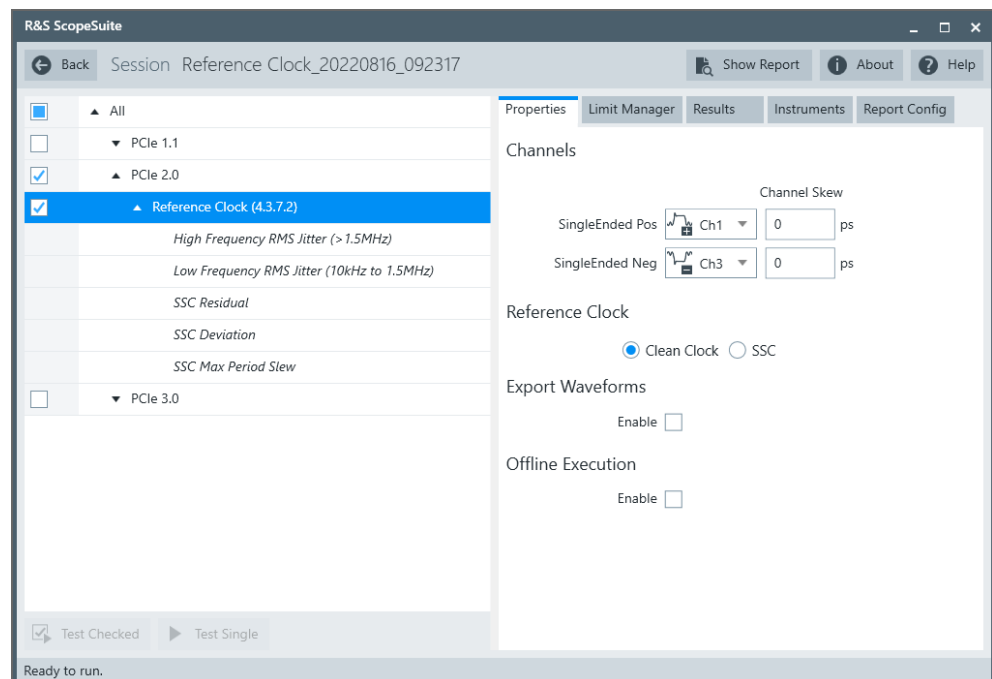 R&S ScopeSuite
Back Session Reference Clock_20220816_092317 Show Report About Help
All
PCIe 1.1
PCIe 2.0
Reference Clock (4.3.7.2)
High Frequency RMS Jitter (>1.5MHz)
Low Frequency RMS Jitter (10kHz to 1.5MHz)
SSC Residual
SSC Deviation
SSC Max Period Slew
PCIe 3.0
Properties Limit Manager Results Instruments Report Config
Channels
Channel Skew
SingleEnded Pos Ch1 0 ps
SingleEnded Neg Ch3 0 ps
Reference Clock
Clean Clock SSC
Export Waveforms
Enable
Offline Execution
Enable
Test Checked Test Single
Ready to run.